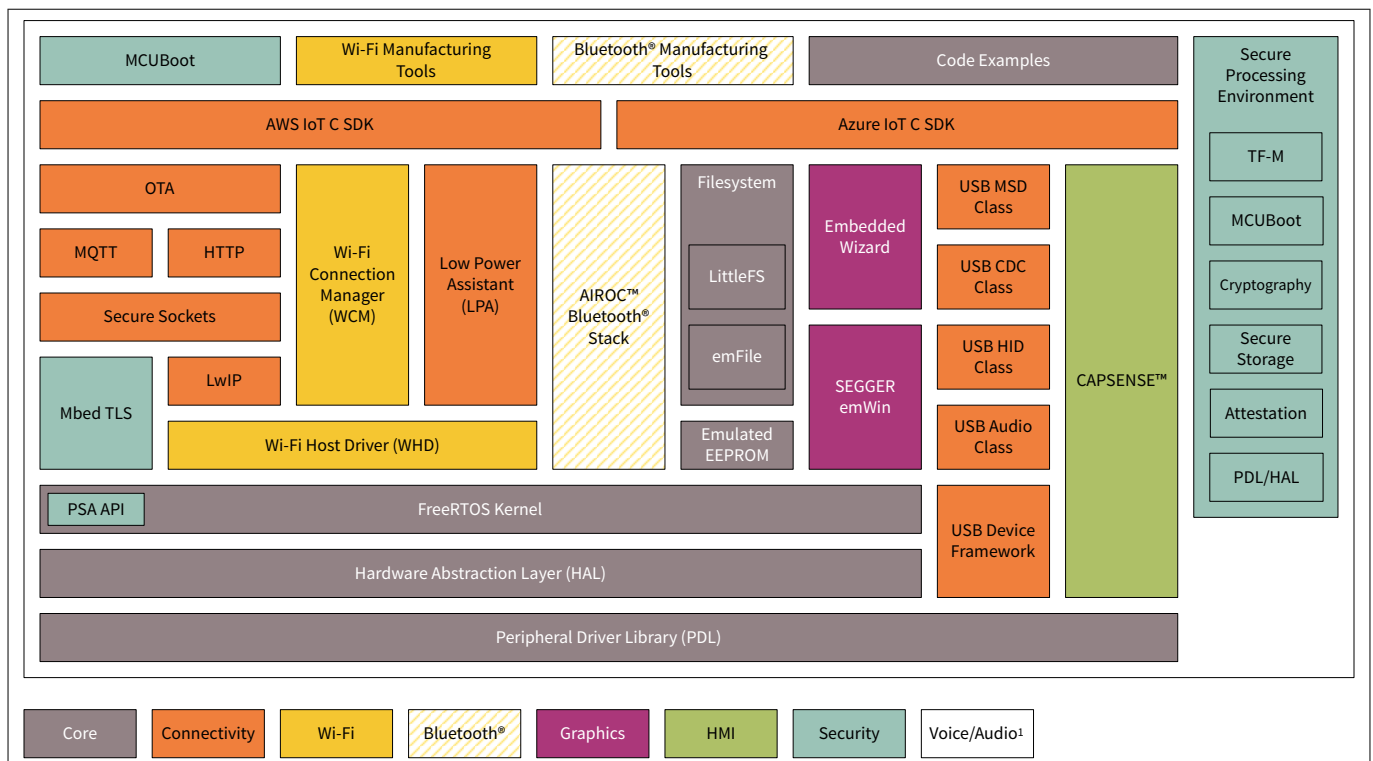 MCUBoot
Wi-Fi Manufacturing
Tools
Bluetooth® Manufacturing
Tools
Code Examples
Secure
Processing
Environment
AWS IoT C SDK
Azure IoT C SDK
TF-M
MCUBoot
Cryptography
Secure
Storage
Attestation
PDL/HAL
OTA
MQTT
HTTP
Secure Sockets
Mbed TLS
LwIP
Wi-Fi
Connection
Manager
(WCM)
Low Power
Assistant
(LPA)
Wi-Fi Host Driver (WHD)
AIROC™
Bluetooth®
Stack
Filesystem
LittleFS
emFile
Emulated
EEPROM
Embedded
Wizard
SEGGER
emWin
USB MSD
Class
USB CDC
Class
USB HID
Class
USB Audio
Class
USB Device
Framework
CAPSENSE™
PSA API
FreeRTOS Kernel
Hardware Abstraction Layer (HAL)
Peripheral Driver Library (PDL)
Core
Connectivity
Wi-Fi
Bluetooth®
Graphics
HMI
Security
Voice/Audio¹